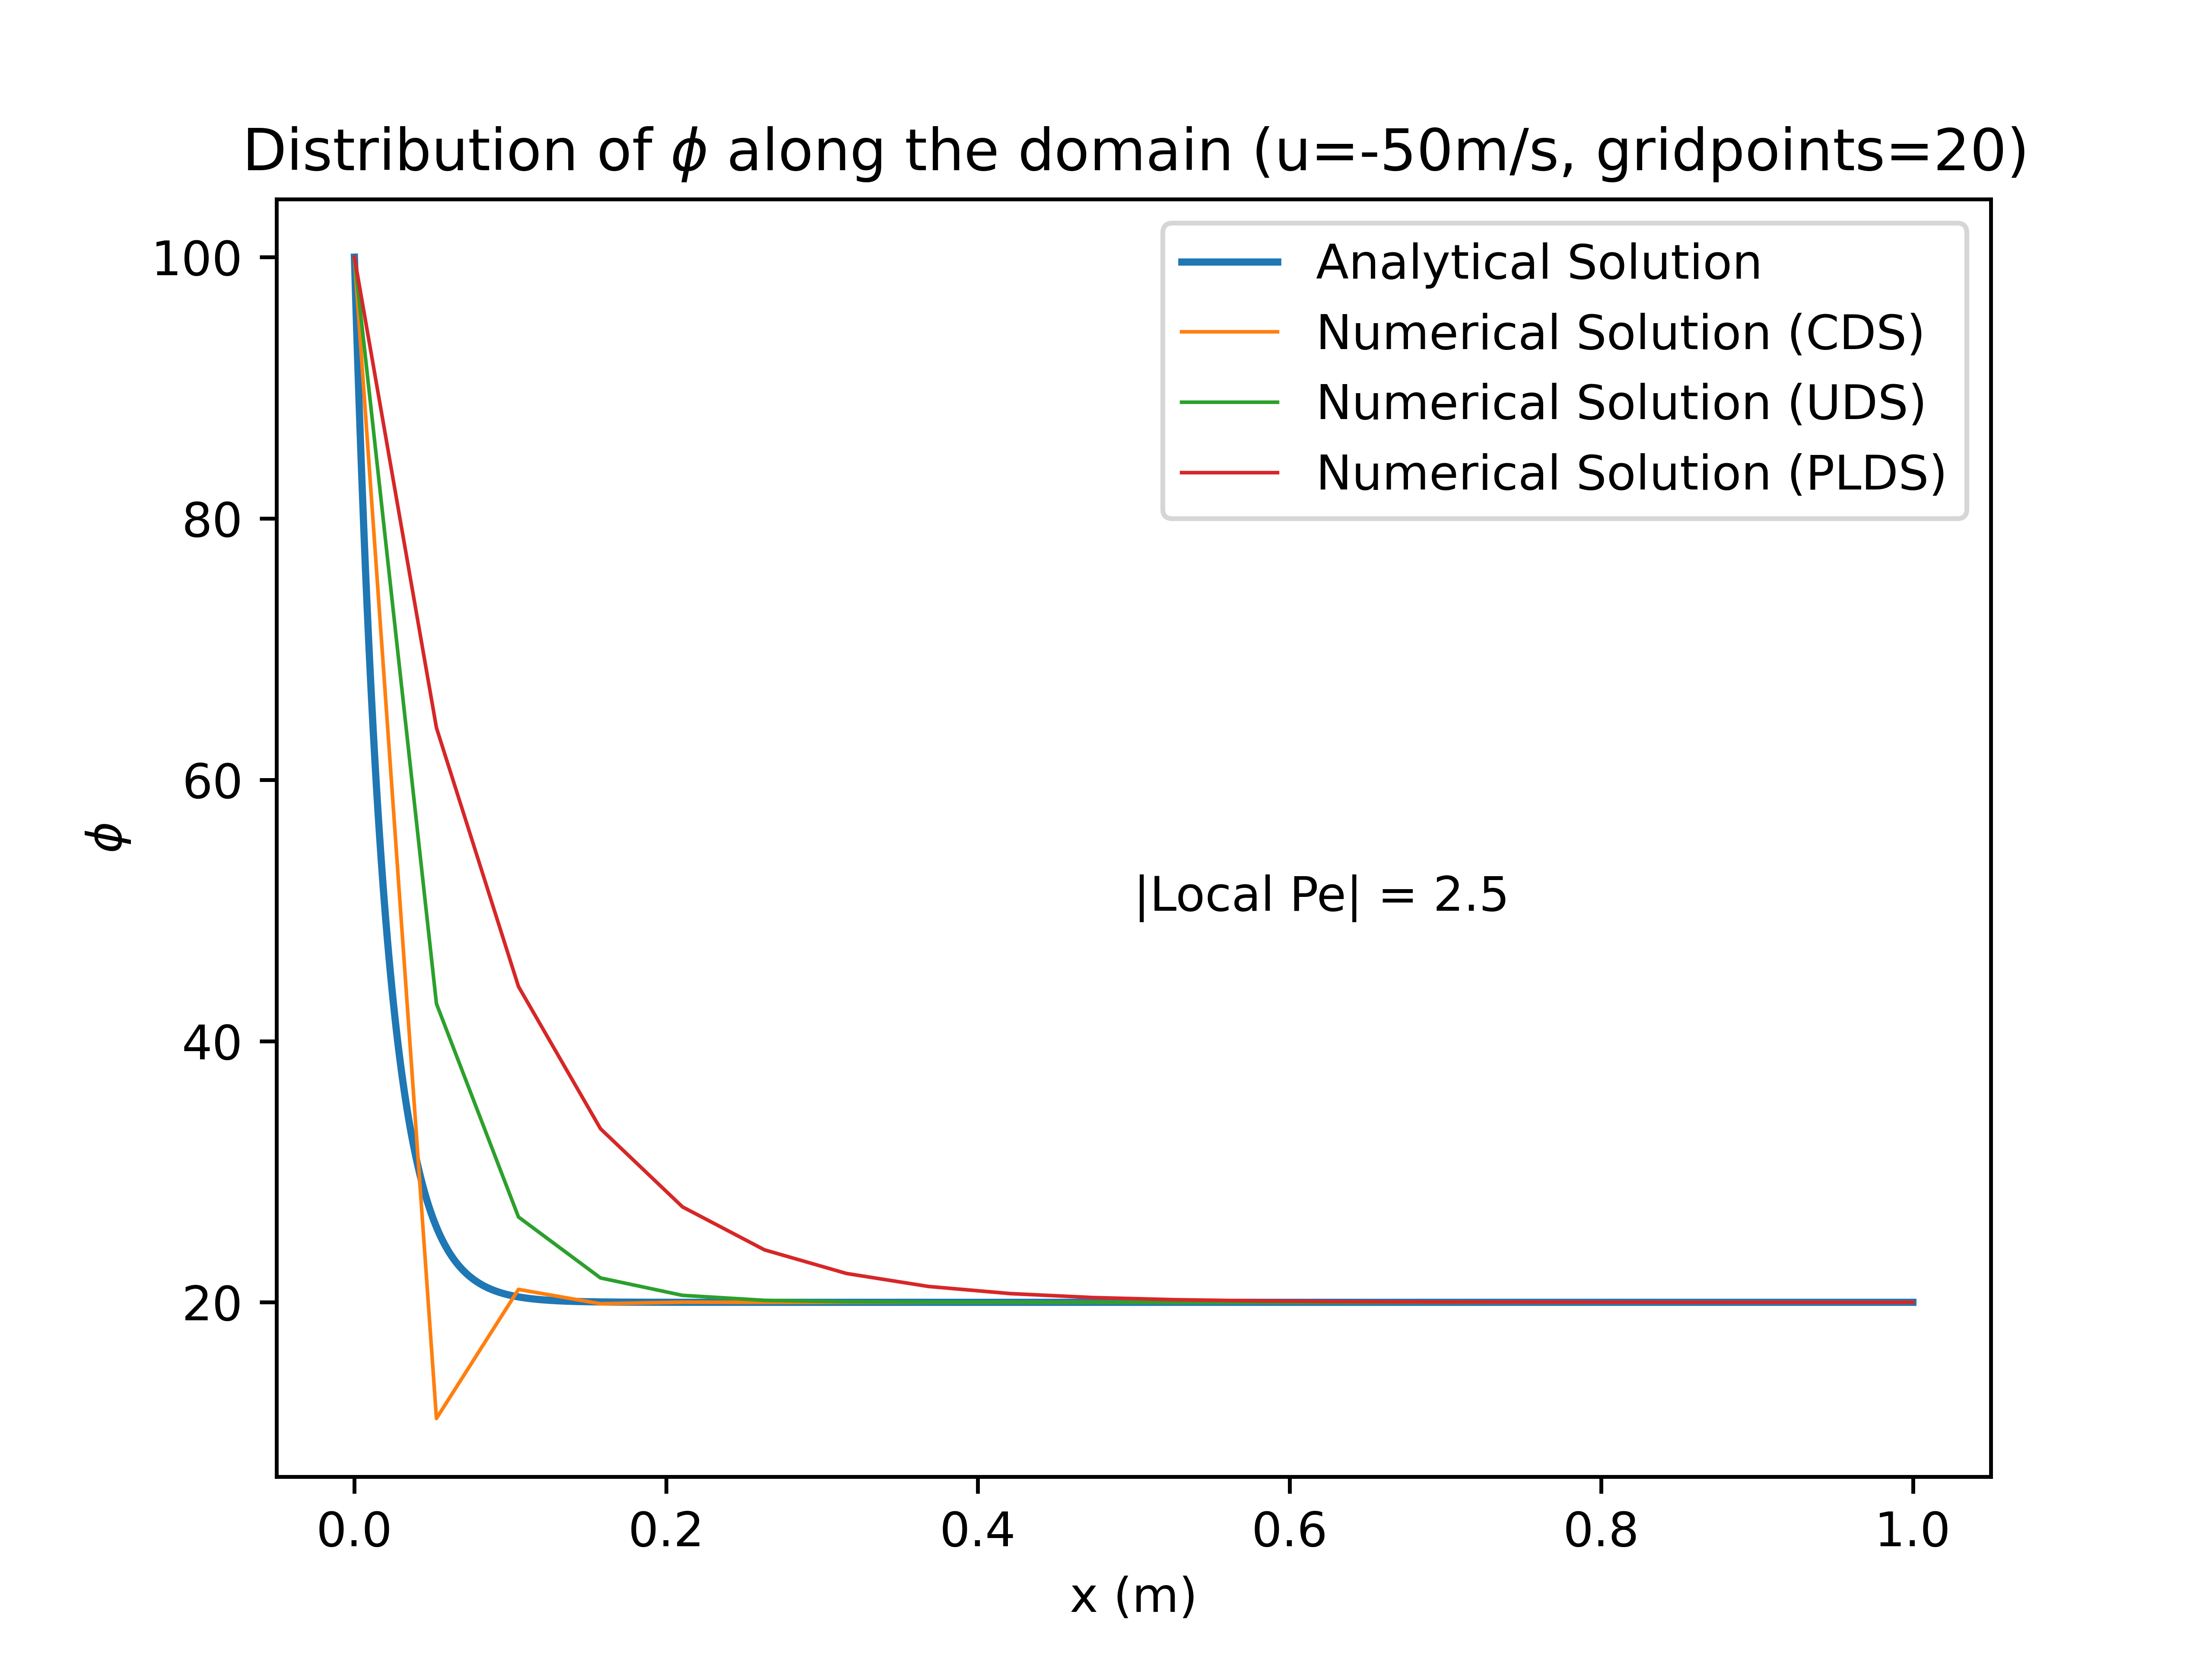 Distribution of ϕ along the domain (u=-50m/s, gridpoints=20)
Analytical Solution
Numerical Solution (CDS)
Numerical Solution (UDS)
Numerical Solution (PLDS)
|Local Pe| = 2.5
ϕ
100
80
60
40
20
0.0 0.2 0.4 0.6 0.8 1.0
x (m)